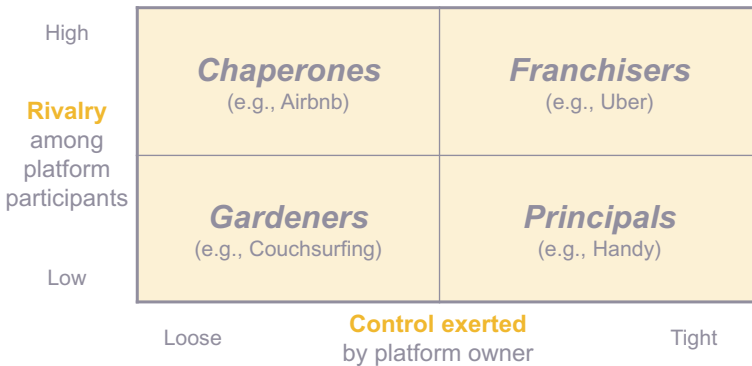 High
Rivalry
among
platform
participants
Low
Chaperones
(e.g., Airbnb)
Franchisers
(e.g., Uber)
Gardeners
(e.g., Couchsurfing)
Principals
(e.g., Handy)
Loose
Control exerted
by platform owner
Tight